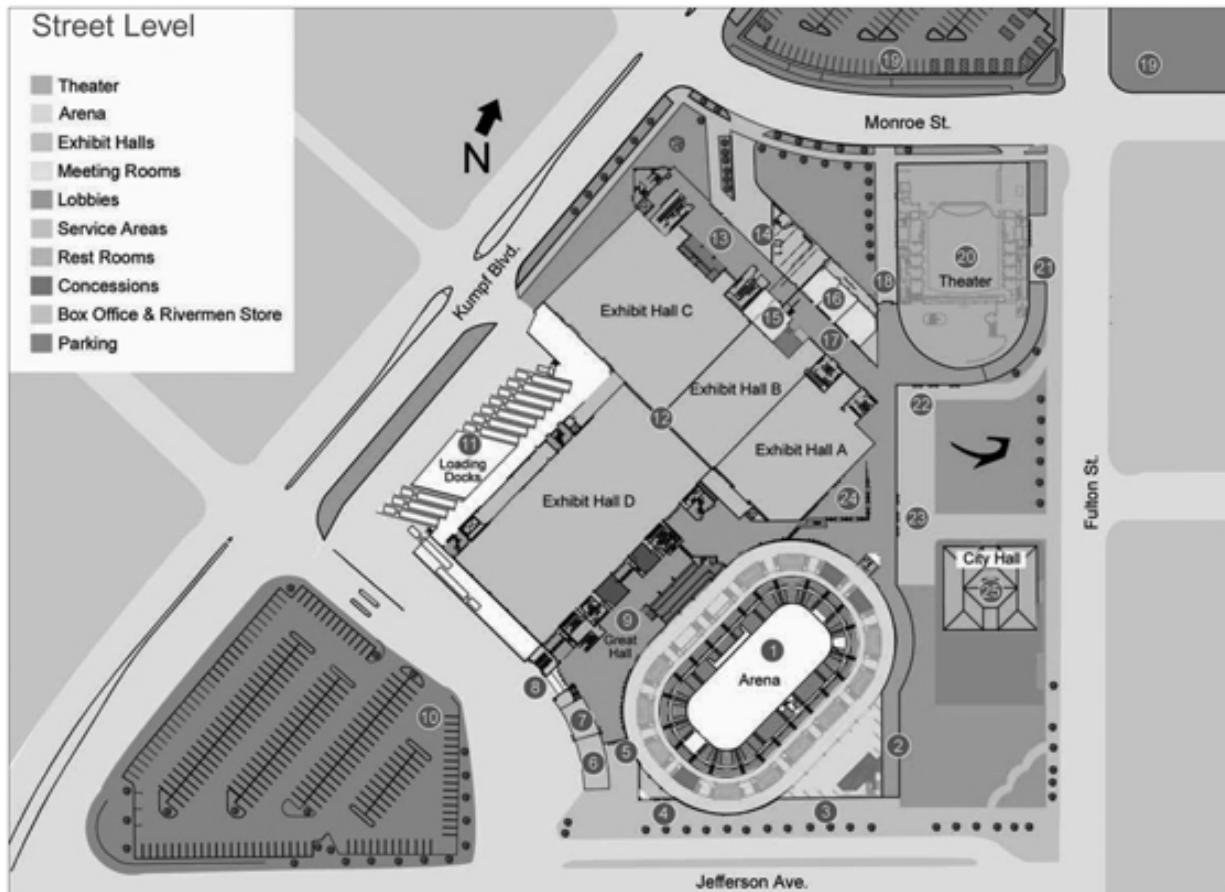 Street Level
Theater
Arena
Exhibit Halls
Meeting Rooms
Lobbies
Service Areas
Rest Rooms
Concessions
Box Office & Rivermen Store
Parking
N
Kumpf Blvd.
Monroe St.
Fulton St.
Jefferson Ave.
19
19
13
14
18
20
Theater
21
16
15
17
Exhibit Hall C
Exhibit Hall B
12
22
11
Loading
Docks
Exhibit Hall A
Exhibit Hall D
24
23
City Hall
25
9
Great
Hall
1
Arena
8
7
10
5
6
2
4
3